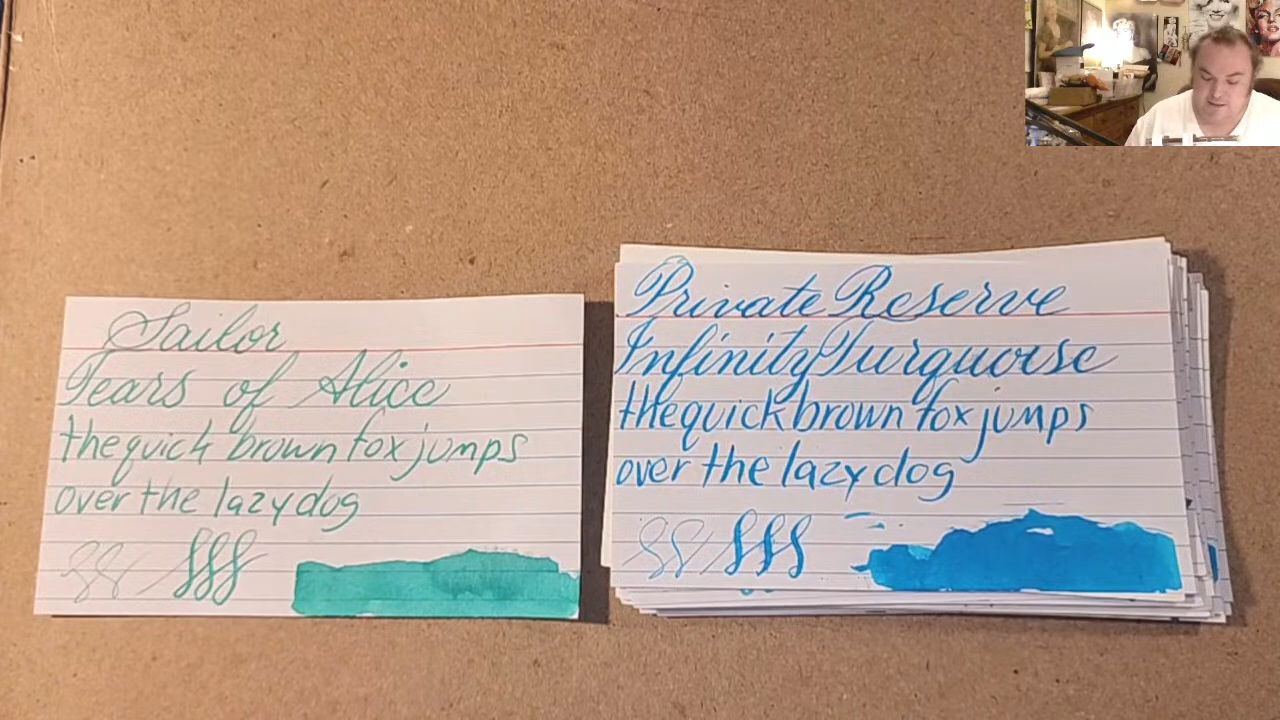 Sailor
Tears of Alice
the quick brown fox jumps
over the lazy dog
Private Reserve
Infinity Turquoise
the quick brown fox jumps
over the lazy dog